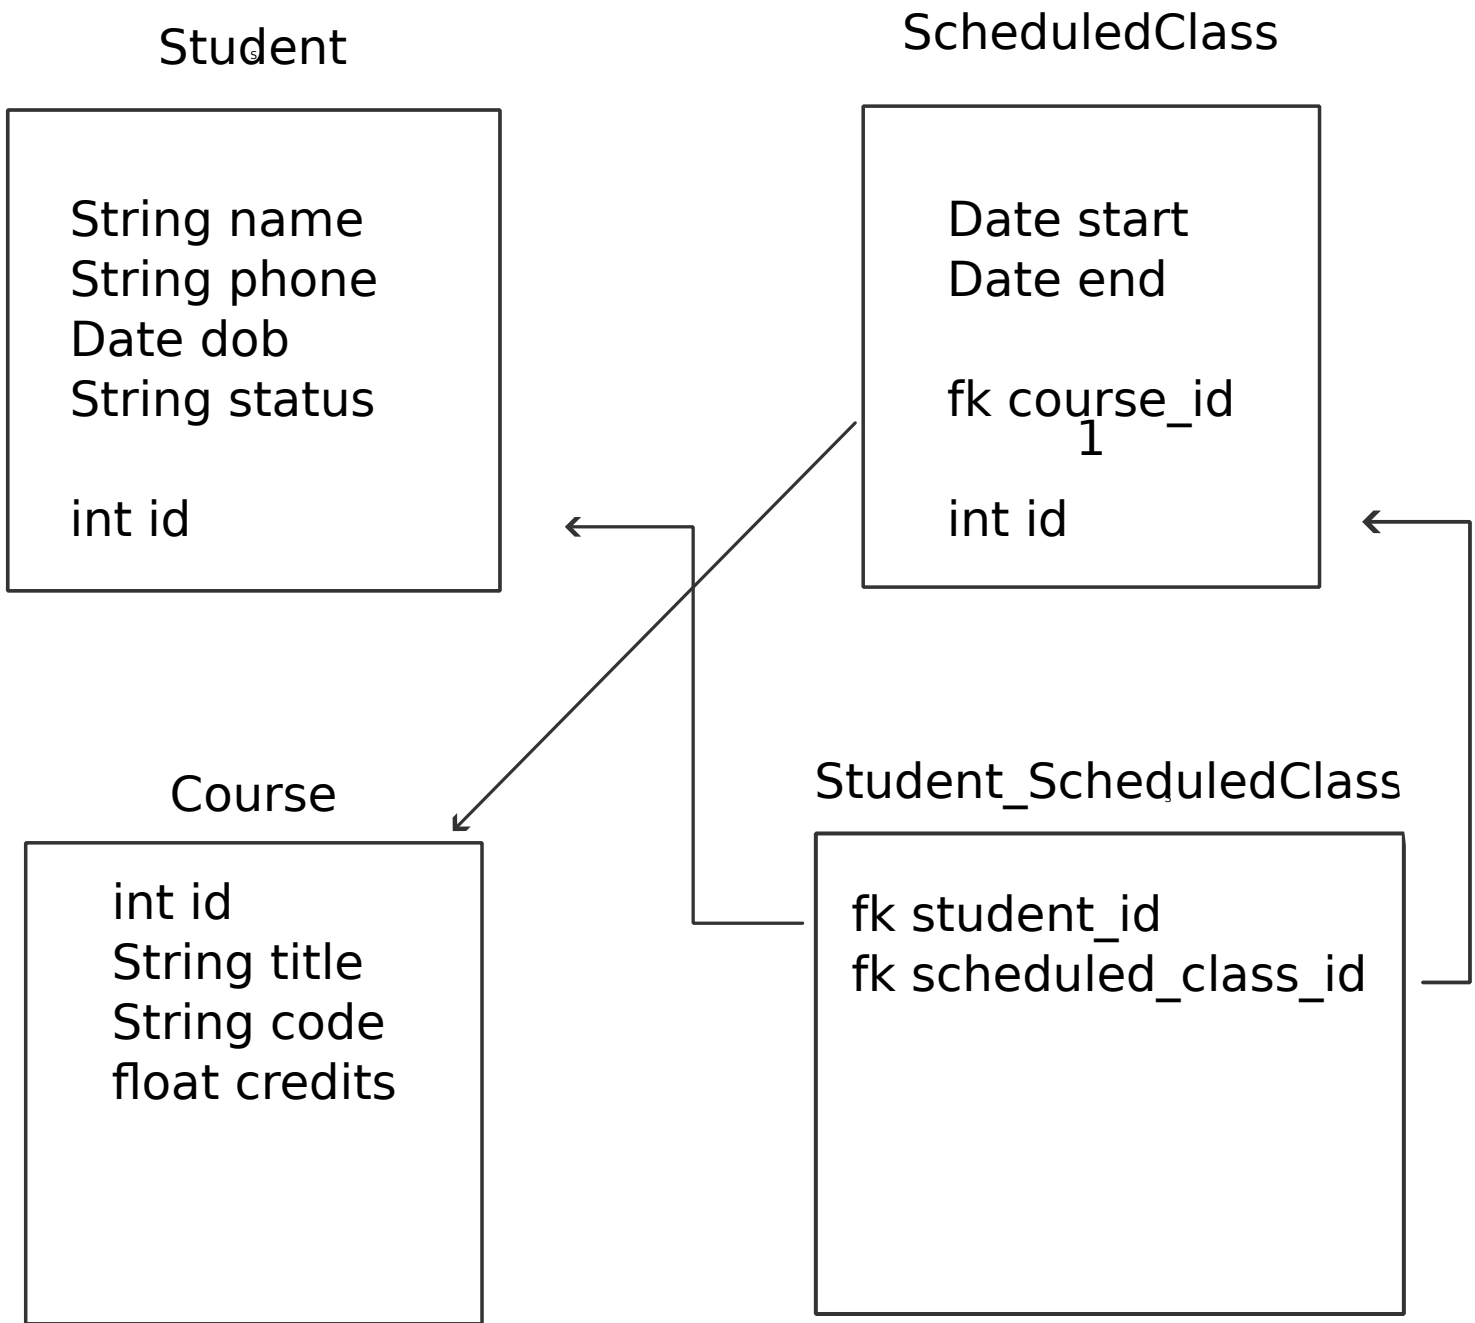 Student
s
String name
String phone
Date dob
String status
int id
ScheduledClass
Date start
Date end
fk course_id
1
int id
Course
int id
String title
String code
float credits
Student_ScheduledClass
s
fk student_id
fk scheduled_class_id